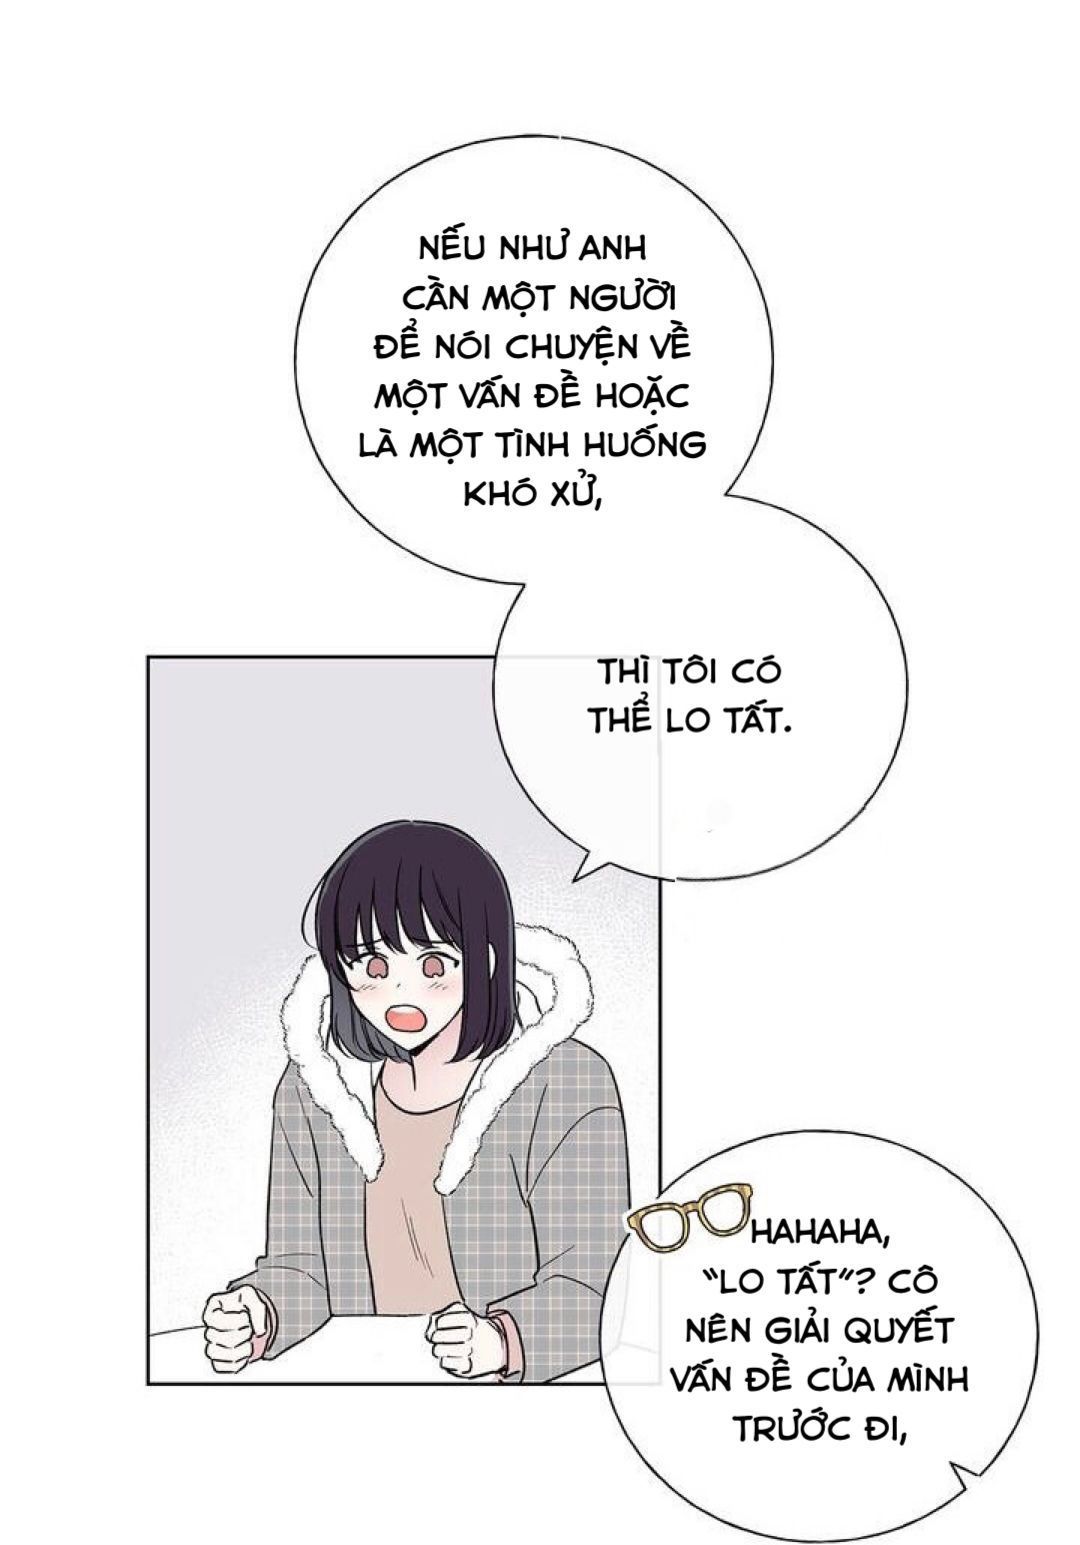 NẾU NHƯ ANH
CẦN MỘT NGƯỜI
ĐỂ NÓI CHUYỆN VỀ
MỘT VẤN ĐỀ HOẶC
LÀ MỘT TÌNH HUỐNG
KHÓ XỬ,
THÌ TÔI CÓ
THỂ LO TẤT.
HAHAHA,
"LO TẤT"? CÔ
NÊN GIẢI QUYẾT
VẤN ĐỀ CỦA MÌNH
TRƯỚC ĐI,